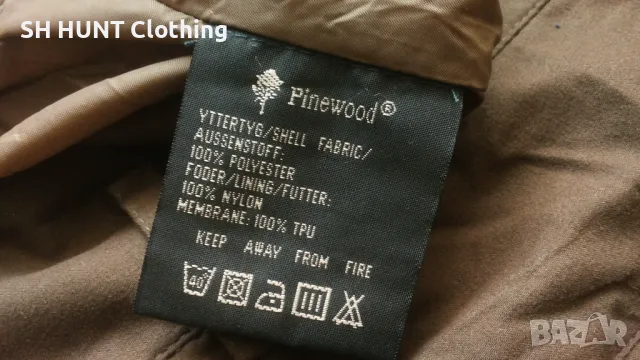 SH HUNT Clothing
Pinewood®
YTTERTYG/SHELL FABRIC/
AUSSENSTOFF:
100% POLYESTER
FODER/LINING/FUTTER:
100% NYLON
MEMBRANE: 100% TPU
KEEP AWAY FROM FIRE
40
BAZAR